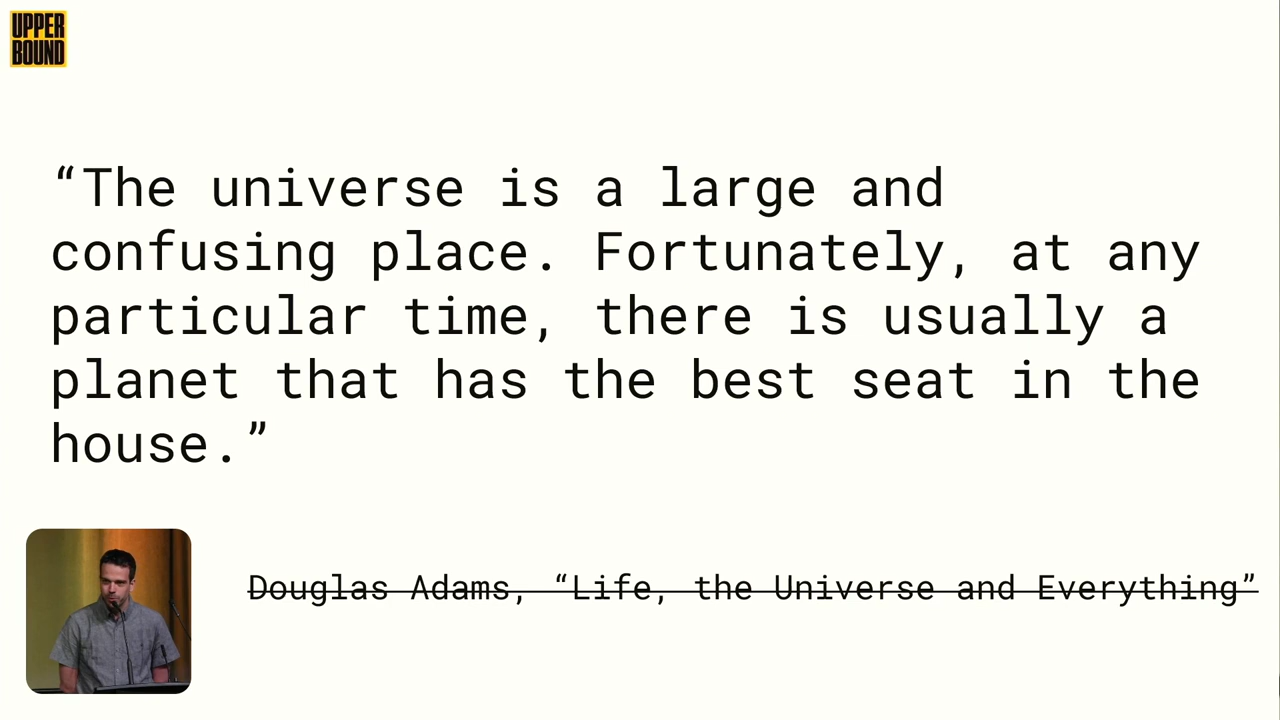 UPPER
BOUND
“The universe is a large and
confusing place. Fortunately, at any
particular time, there is usually a
planet that has the best seat in the
house.”
Douglas Adams, “Life, the Universe and Everything”